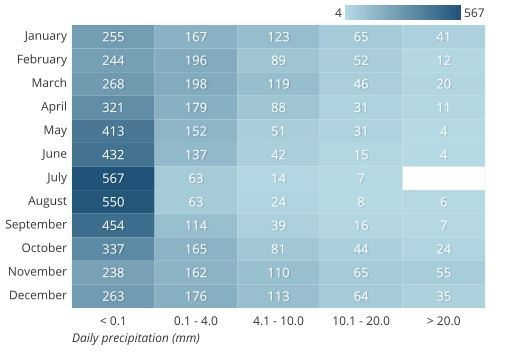 4 567
January 255 167 123 65 41
February 244 196 89 52 12
March 268 198 119 46 20
April 321 179 88 31 11
May 413 152 51 31 4
June 432 137 42 15 4
July 567 63 14 7
August 550 63 24 8 6
September 454 114 39 16 7
October 337 165 81 44 24
November 238 162 110 65 55
December 263 176 113 64 35
< 0.1 0.1 - 4.0 4.1 - 10.0 10.1 - 20.0 > 20.0
Daily precipitation (mm)